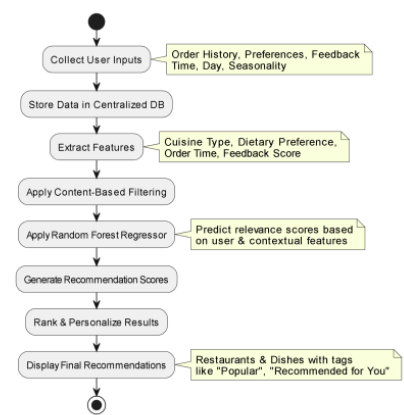 Collect User Inputs
Order History, Preferences, Feedback
Time, Day, Seasonality
Store Data in Centralized DB
Extract Features
Cuisine Type, Dietary Preference,
Order Time, Feedback Score
Apply Content-Based Filtering
Apply Random Forest Regressor
Predict relevance scores based
on user & contextual features
Generate Recommendation Scores
Rank & Personalize Results
Display Final Recommendations
Restaurants & Dishes with tags
like "Popular", "Recommended for You"